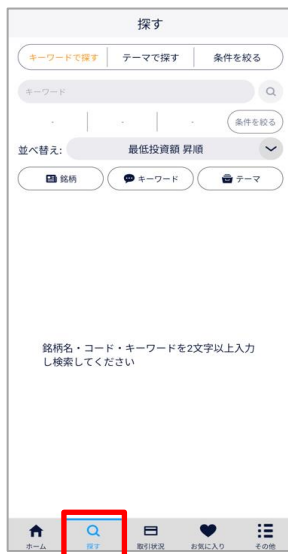 探す
キーワードで探す テーマで探す 条件を絞る
キーワード
- - - 条件を絞る
並べ替え: 最低投資額 昇順
銘柄 キーワード テーマ
銘柄名・コード・キーワードを2文字以上入力
し検索してください
ホーム 探す 取引状況 お気に入り その他